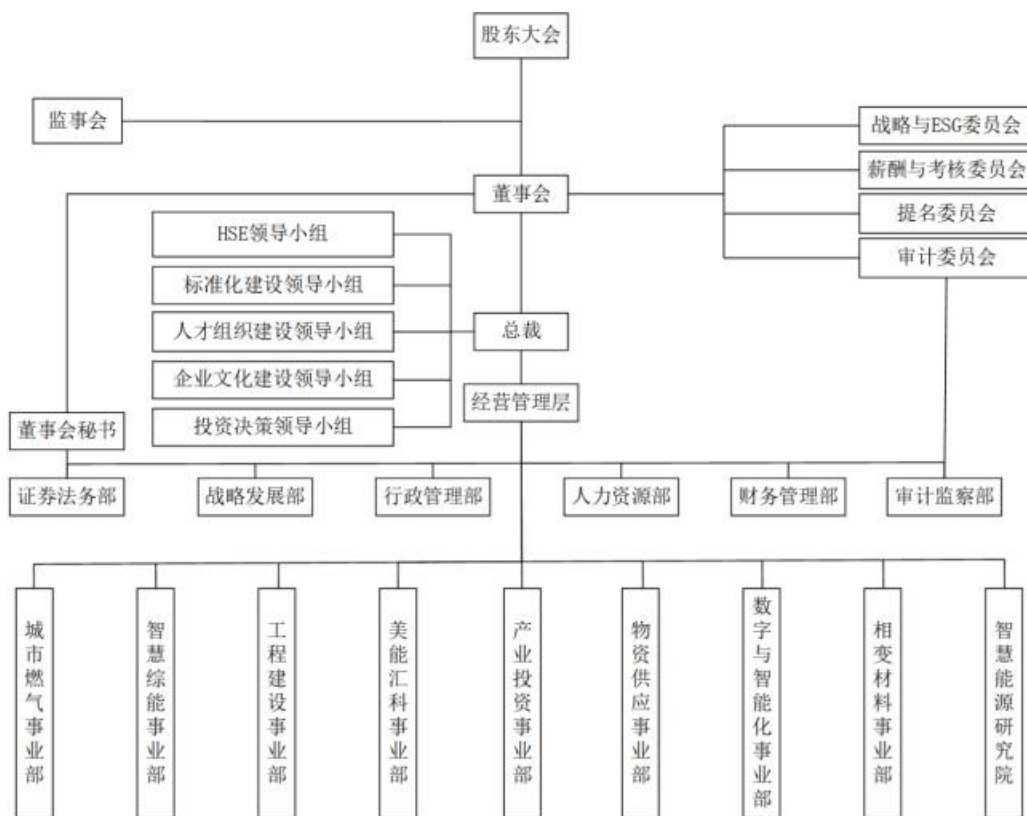 股东大会
监事会
战略与ESG委员会
薪酬与考核委员会
董事会
提名委员会
HSE领导小组
审计委员会
标准化建设领导小组
人才组织建设领导小组
总裁
企业文化建设领导小组
经营管理层
投资决策领导小组
董事会秘书
证券法务部
战略发展部
行政管理部
人力资源部
财务管理部
审计监察部
城市燃气事业部
智慧综能事业部
工程建设事业部
美能汇科事业部
产业投资事业部
物资供应事业部
数字与智能化事业部
相变材料事业部
智慧能源研究院